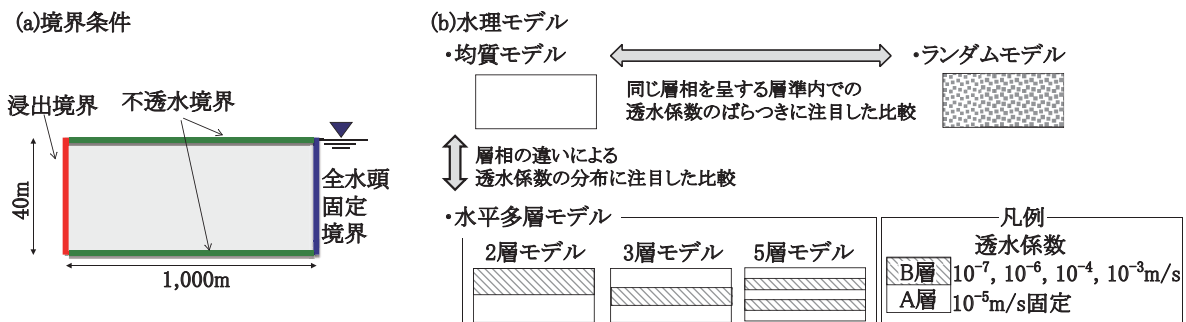 (a)境界条件
浸出境界
不透水境界
40m
全水頭
固定
境界
1,000m
(b)水理モデル
・均質モデル
・ランダムモデル
同じ層相を呈する層準内での
透水係数のばらつきに注目した比較
層相の違いによる
透水係数の分布に注目した比較
・水平多層モデル
2層モデル
3層モデル
5層モデル
凡例
透水係数
B層 10⁻⁷, 10⁻⁶, 10⁻⁴, 10⁻³m/s
A層 10⁻⁵m/s固定